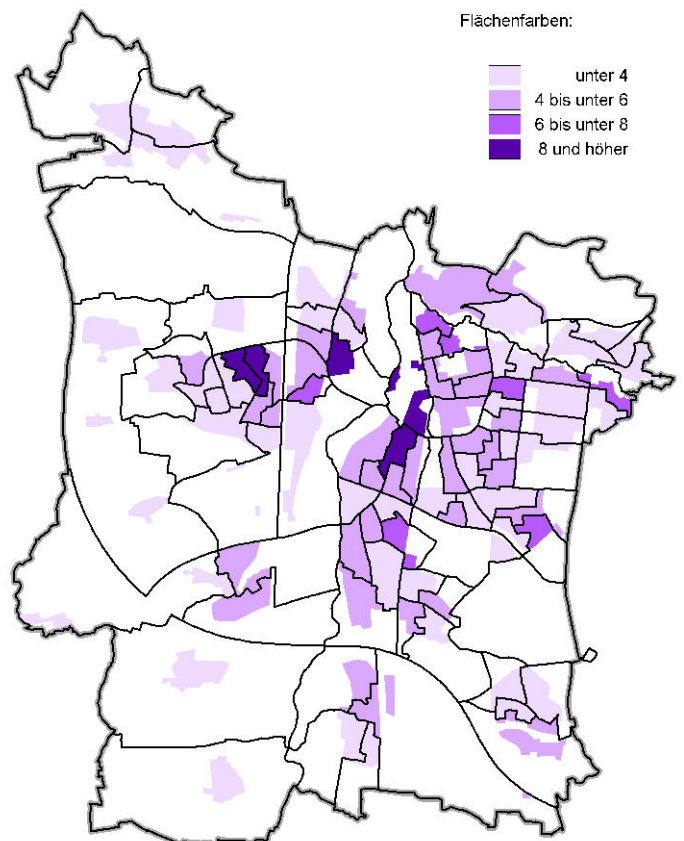 Flächenfarben:
unter 4
4 bis unter 6
6 bis unter 8
8 und höher